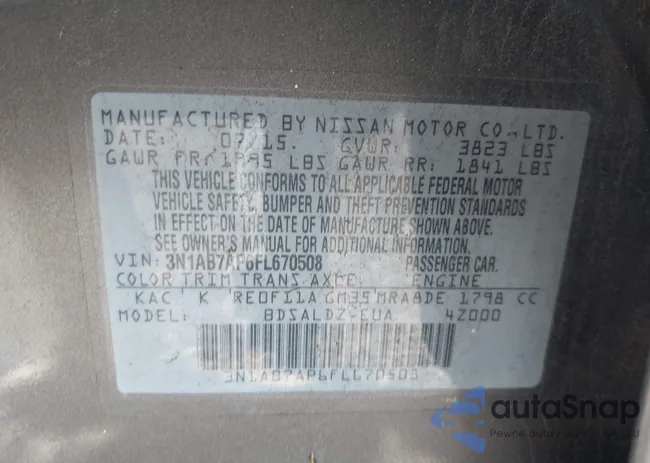 MANUFACTURED BY NISSAN MOTOR CO., LTD.
DATE: 07/15. GVWR: 3823 LBS
GAWR FR: 1995 LBS GAWR RR: 1841 LBS
THIS VEHICLE CONFORMS TO ALL APPLICABLE FEDERAL MOTOR
VEHICLE SAFETY, BUMPER AND THEFT PREVENTION STANDARDS
IN EFFECT ON THE DATE OF MANUFACTURE SHOWN ABOVE.
SEE OWNER'S MANUAL FOR ADDITIONAL INFORMATION.
VIN: 3N1AB7AP6FL670508 PASSENGER CAR.
COLOR TRIM TRANS AXLE ENGINE
KAC K RE0F11A GM35 MRA8DE 1798 CC
BDSALDZ-EUA 4Z000
3N1AB7AP6FL670508
autaSnap